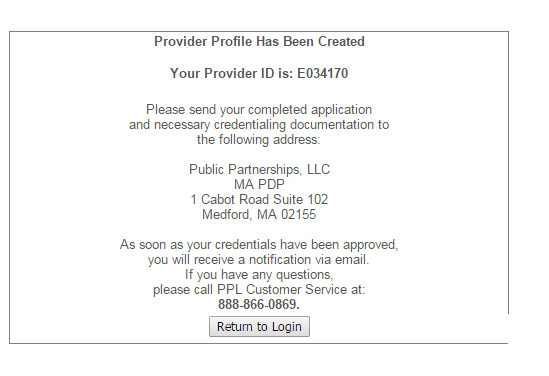 Provider Profile Has Been Created
Your Provider ID is: E034170
Please send your completed application
and necessary credentialing documentation to
the following address:
Public Partnerships, LLC
MA PDP
1 Cabot Road Suite 102
Medford, MA 02155
As soon as your credentials have been approved,
you will receive a notification via email.
If you have any questions,
please call PPL Customer Service at:
888-866-0869.
Return to Login